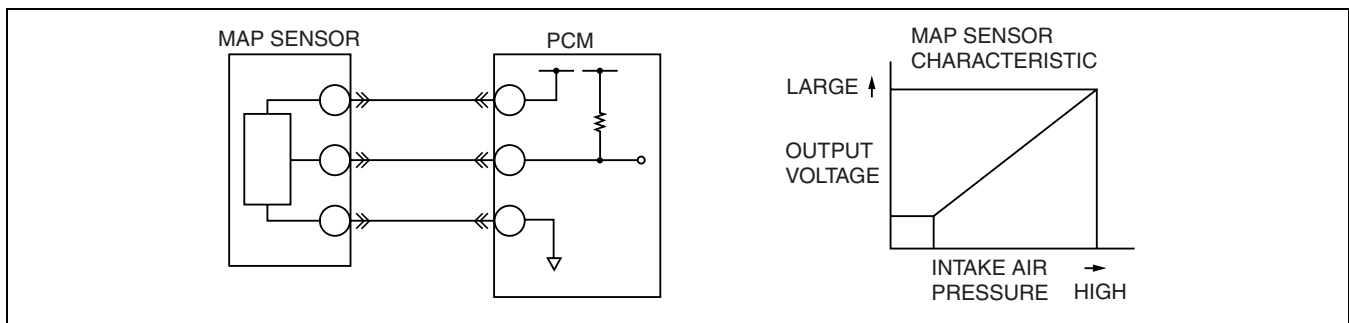 MAP SENSOR
PCM
MAP SENSOR
CHARACTERISTIC
LARGE
OUTPUT
VOLTAGE
INTAKE AIR
PRESSURE
HIGH